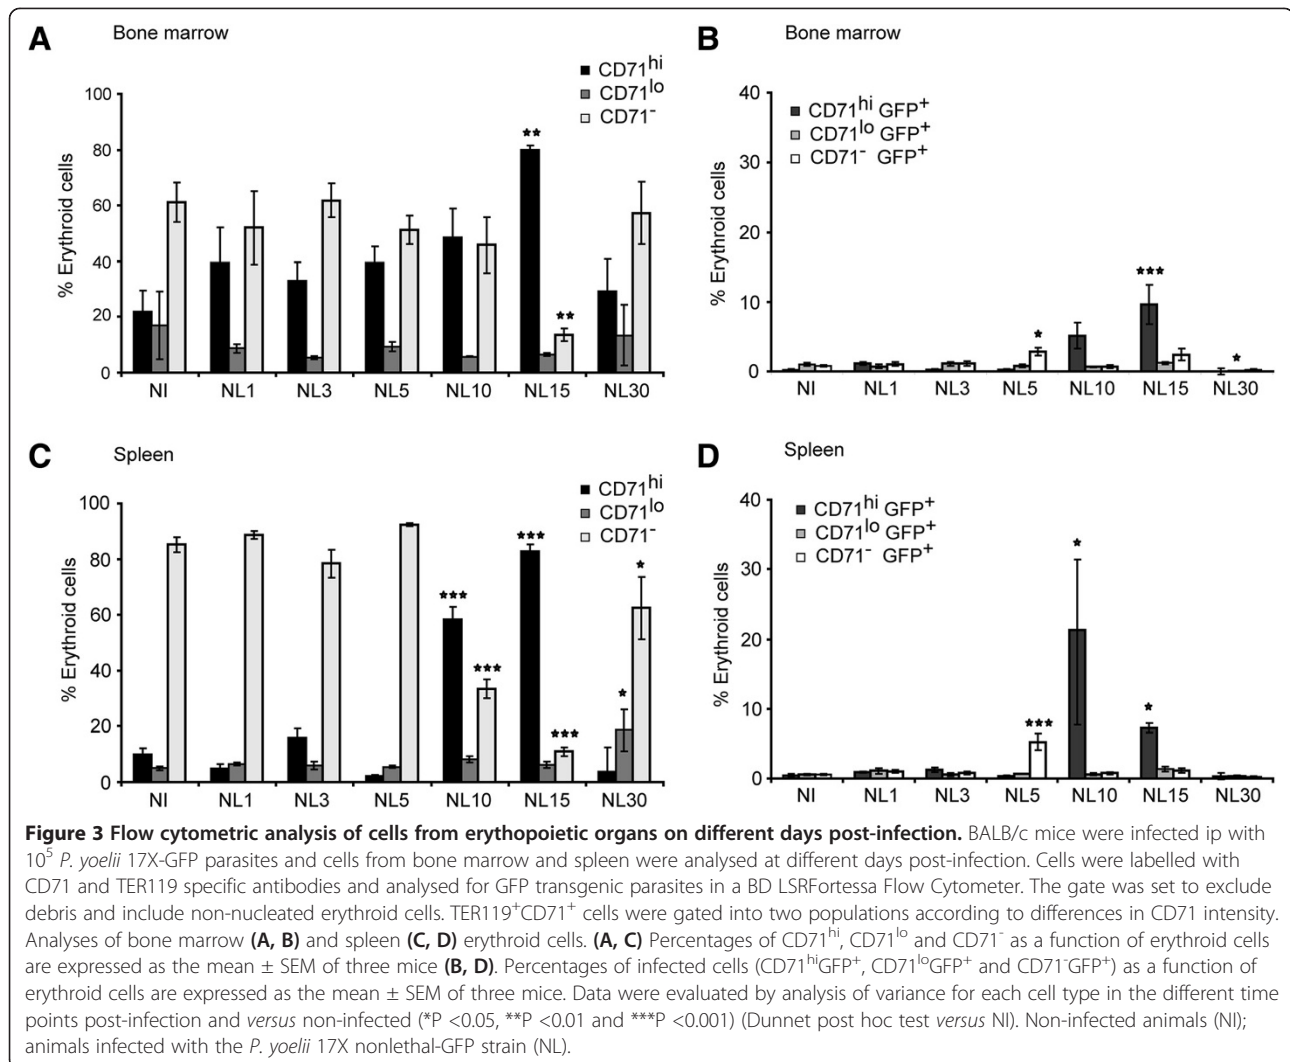 A Bone marrow
CD71hi
CD71lo
CD71-
% Erythroid cells
100
80
60
40
20
0
** 
**
NI NL1 NL3 NL5 NL10 NL15 NL30
B Bone marrow
CD71hi GFP+
CD71lo GFP+
CD71- GFP+
% Erythroid cells
40
30
20
10
0
*
***
*
NI NL1 NL3 NL5 NL10 NL15 NL30
C Spleen
CD71hi
CD71lo
CD71-
% Erythroid cells
100
80
60
40
20
0
***
***
***
***
*
*
NI NL1 NL3 NL5 NL10 NL15 NL30
D Spleen
CD71hi GFP+
CD71lo GFP+
CD71- GFP+
% Erythroid cells
40
30
20
10
0
***
*
*
NI NL1 NL3 NL5 NL10 NL15 NL30
Figure 3 Flow cytometric analysis of cells from erythopoietic organs on different days post-infection. BALB/c mice were infected ip with
10⁵ P. yoelii 17X-GFP parasites and cells from bone marrow and spleen were analysed at different days post-infection. Cells were labelled with
CD71 and TER119 specific antibodies and analysed for GFP transgenic parasites in a BD LSRFortessa Flow Cytometer. The gate was set to exclude
debris and include non-nucleated erythroid cells. TER119⁺CD71⁺ cells were gated into two populations according to differences in CD71 intensity.
Analyses of bone marrow (A, B) and spleen (C, D) erythroid cells. (A, C) Percentages of CD71hi, CD71lo and CD71- as a function of erythroid cells
are expressed as the mean ± SEM of three mice (B, D). Percentages of infected cells (CD71hiGFP+, CD71loGFP+ and CD71-GFP+) as a function of
erythroid cells are expressed as the mean ± SEM of three mice. Data were evaluated by analysis of variance for each cell type in the different time
points post-infection and versus non-infected (*P <0.05, **P <0.01 and ***P <0.001) (Dunnet post hoc test versus NI). Non-infected animals (NI);
animals infected with the P. yoelii 17X nonlethal-GFP strain (NL).